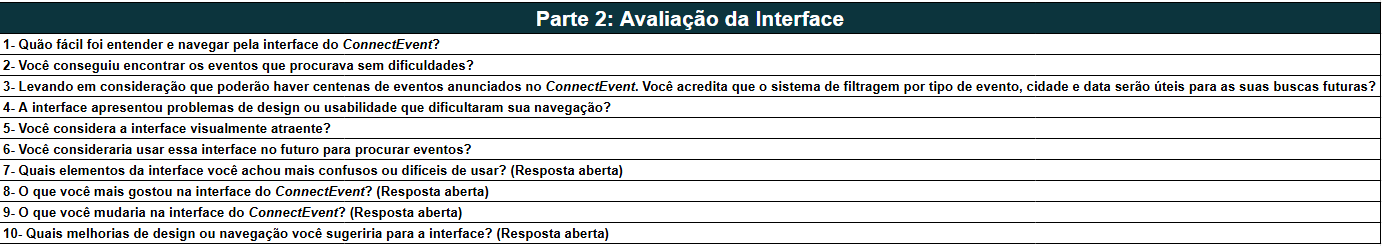 Parte 2: Avaliação da Interface
1- Quão fácil foi entender e navegar pela interface do ConnectEvent?
2- Você conseguiu encontrar os eventos que procurava sem dificuldades?
3- Levando em consideração que poderão haver centenas de eventos anunciados no ConnectEvent. Você acredita que o sistema de filtragem por tipo de evento, cidade e data serão úteis para as suas buscas futuras?
4- A interface apresentou problemas de design ou usabilidade que dificultaram sua navegação?
5- Você considera a interface visualmente atraente?
6- Você consideraria usar essa interface no futuro para procurar eventos?
7- Quais elementos da interface você achou mais confusos ou difíceis de usar? (Resposta aberta)
8- O que você mais gostou na interface do ConnectEvent? (Resposta aberta)
9- O que você mudaria na interface do ConnectEvent? (Resposta aberta)
10- Quais melhorias de design ou navegação você sugeriria para a interface? (Resposta aberta)